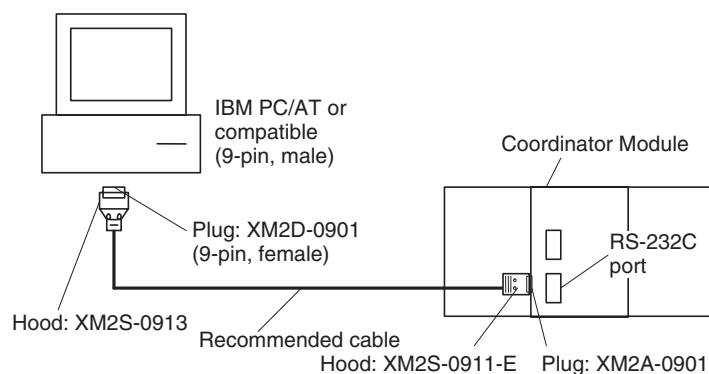 IBM PC/AT or
compatible
(9-pin, male)
Coordinator Module
Plug: XM2D-0901
(9-pin, female)
RS-232C
port
Hood: XM2S-0913
Recommended cable
Hood: XM2S-0911-E
Plug: XM2A-0901